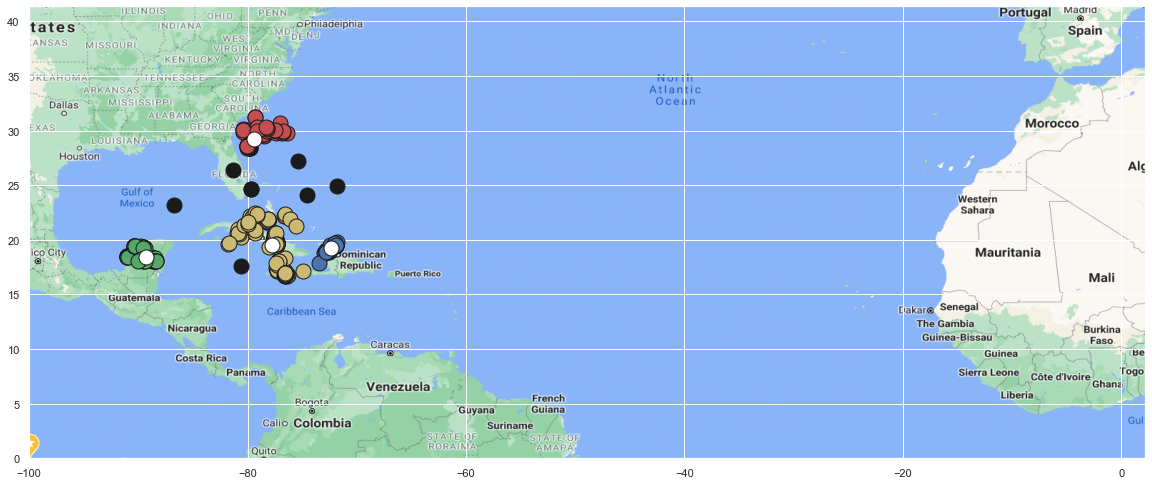 ILLINOIS
OHIO
PENN
Madrid
Portugal
Spain
tates
INDIANA
Philadelphia
MD
DE
NJ
KANSAS
MISSOURI
WEST
VIRGINIA
KENTUCKY
VIRGINIA
OKLAHOMA
TENNESSEE
NORTH
CAROLINA
North
Atlantic
Ocean
ARKANSAS
Dallas
MISSISSIPPI
SOUTH
CAROLINA
ALABAMA
GEORGIA
Morocco
EXAS
LOUISIANA
Houston
FLORIDA
Alg
Gulf of
Mexico
Western
Sahara
ico City
Dominican
Republic
Puerto Rico
Mauritania
Mali
Guatemala
Caribbean Sea
Dakar
Senegal
The Gambia
Guinea-Bissau
Burkina
Faso
Nicaragua
Caracas
Guinea
Be
Costa Rica
Panama
Venezuela
Sierra Leone
Côte d'Ivoire
Togo
Ghana
Liberia
Bogota
Guyana
French
Guiana
Suriname
Cali
Colombia
Gulf
STATE OF
RORAIMA
STATE OF
AMAPA
Quito
40
35
30
25
20
15
10
5
0
−100
−80
−60
−40
−20
0